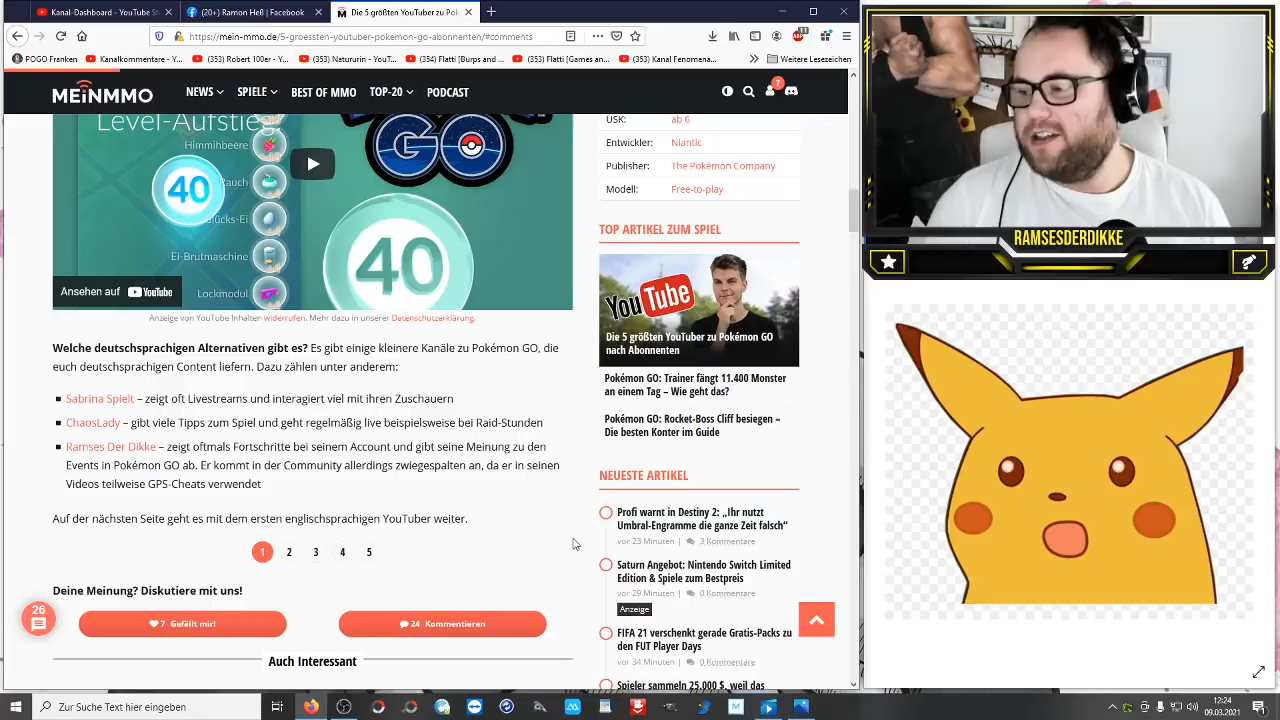 Kanal-Dashboard - YouTube St
(20+) Ramon Heß | Facebook
Die 5 größten YouTuber zu Pok
https://mein-mmo.de/5-groessten-youtube
onnenten/#comments
POGO Franken
Kanalkommentare - Y...
(353) Robert 100er - YouT...
(353) Natururin - YouT...
(354) Flatti [Burps and ...
(353) Flatti [Games an...
(353) Kanal Fenomena...
Weitere Lesezeichen
MEiNMMO
NEWS
SPIELE
BEST OF MMO
TOP-20
PODCAST
7
Level-Aufstieg
Himmihbeere
Rauch
Glücks-Ei
Ei-Brutmaschine
Lockmodul
40
40
Ansehen auf YouTube
Anzeige von YouTube Inhalten widerrufen. Mehr dazu in unserer Datenschutzerklärung.
Welche deutschsprachigen Alternativen gibt es? Es gibt einige kleinere Kanäle zu Pokémon GO, die
euch deutschsprachigen Content liefern. Dazu zählen unter anderem:
Sabrina Spielt – zeigt oft Livestreams und interagiert viel mit ihren Zuschauern
ChaosLady – gibt viele Tipps zum Spiel und geht regelmäßig live beispielsweise bei Raid-Stunden
Ramses Der Dikke – zeigt oftmals Fortschritte bei seinem Account und gibt seine Meinung zu den
Events in Pokémon GO ab. Er kommt in der Community allerdings zwiegespalten an, da er in seinen
Videos teilweise GPS-Cheats verwendet
Auf der nächsten Seite geht es mit dem ersten englischsprachigen YouTuber weiter.
1 2 3 4 5
Deine Meinung? Diskutiere mit uns!
26
7 Gefällt mir!
24 Kommentieren
Auch Interessant
USK: ab 6
Entwickler: Niantic
Publisher: The Pokémon Company
Modell: Free-to-play
TOP ARTIKEL ZUM SPIEL
YouTube
Die 5 größten YouTuber zu Pokémon GO
nach Abonnenten
Pokémon GO: Trainer fängt 11.400 Monster
an einem Tag – Wie geht das?
Pokémon GO: Rocket-Boss Cliff besiegen –
Die besten Konter im Guide
NEUESTE ARTIKEL
Profi warnt in Destiny 2: „Ihr nutzt
Umbral-Engramme die ganze Zeit falsch“
vor 23 Minuten | 3 Kommentare
Saturn Angebot: Nintendo Switch Limited
Edition & Spiele zum Bestpreis
vor 29 Minuten | 0 Kommentare
Anzeige
FIFA 21 verschenkt gerade Gratis-Packs zu
den FUT Player Days
vor 34 Minuten | 0 Kommentare
Spieler sammeln 25.000 $, weil das
RAMSESDERDIKKE
Zur Suche Text hier eingeben
12:24
09.03.2021